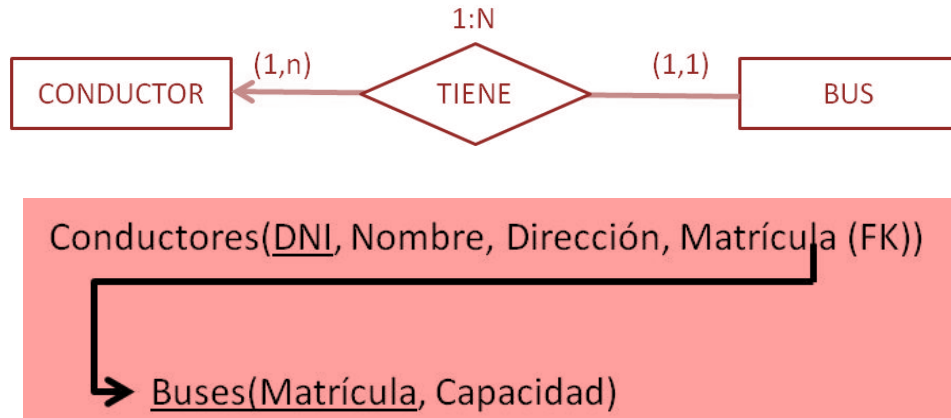 1:N
(1,n)
(1,1)
CONDUCTOR
TIENE
BUS
Conductores(DNI, Nombre, Dirección, Matrícula (FK))
Buses(Matrícula, Capacidad)